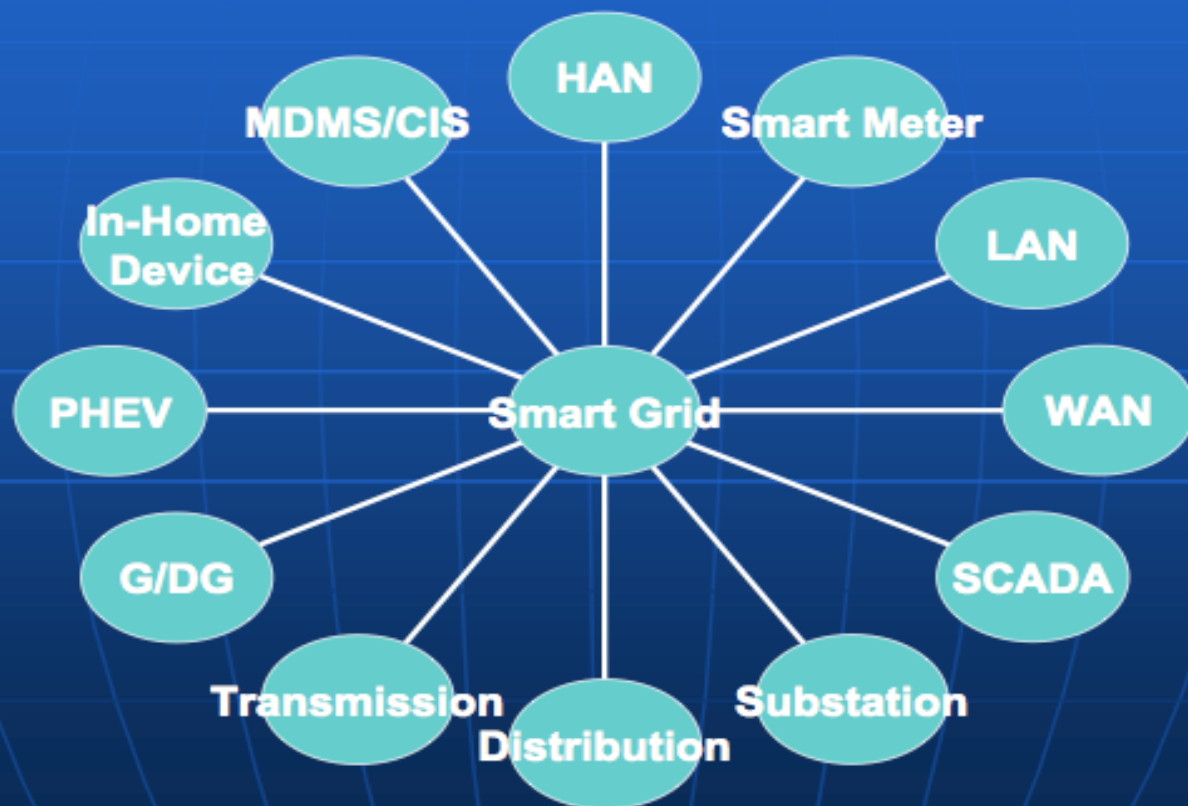 HAN
MDMS/CIS
Smart Meter
In-Home
Device
LAN
PHEV
Smart Grid
WAN
G/DG
SCADA
Transmission
Substation
Distribution